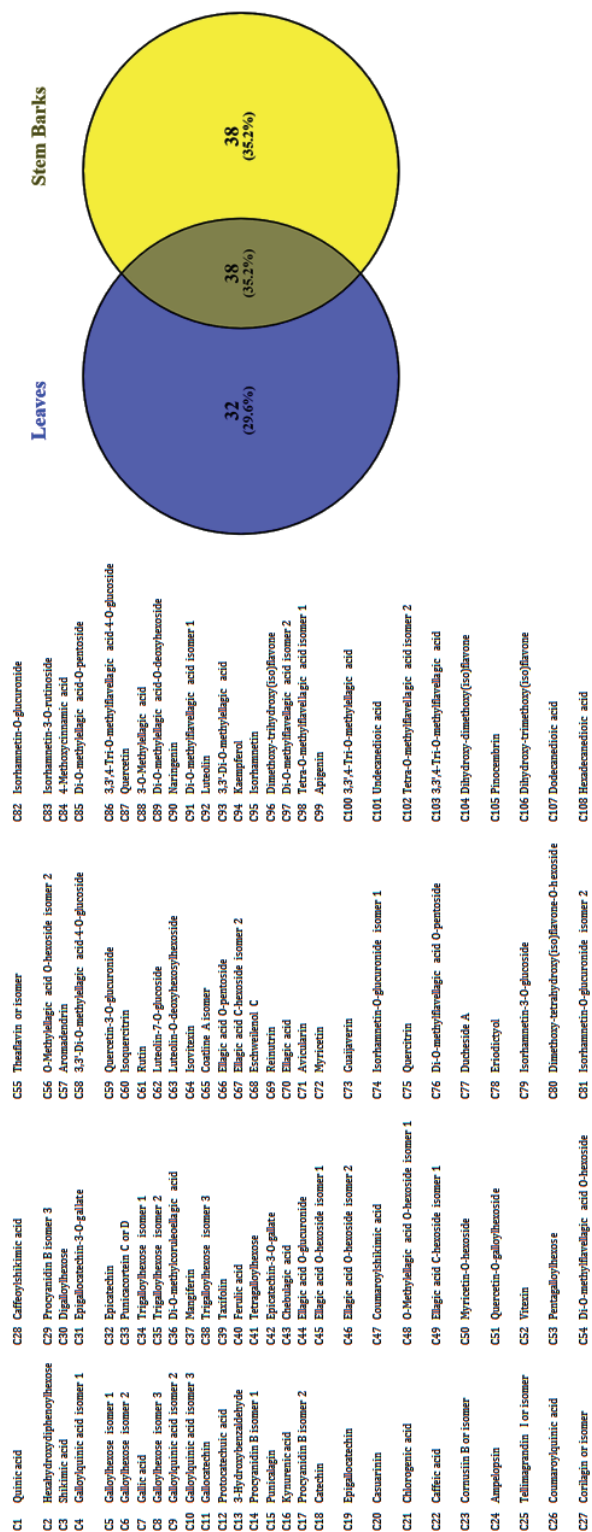 C1 Quinic acid
C2 Hexahydroxydiphenoylhexose
C3 Shikimic acid
C4 Galloylquinic acid isomer 1
C5 Galloylhexose isomer 1
C6 Galloylhexose isomer 2
C7 Gallic acid
C8 Galloylhexose isomer 3
C9 Galloylquinic acid isomer 2
C10 Galloylquinic acid isomer 3
C11 Gallocatechin
C12 Protocatechuic acid
C13 3-Hydroxybenzaldehyde
C14 Procyanidin B isomer 1
C15 Punicalagin
C16 Kynurenic acid
C17 Procyanidin B isomer 2
C18 Catechin
C19 Epigallocatechin
C20 Casuarinin
C21 Chlorogenic acid
C22 Caffeic acid
C23 Cornusiin B or isomer
C24 Ampelopsin
C25 Tellimagrandin I or isomer
C26 Coumaroylquinic acid
C27 Corilagin or isomer
C28 Caffeoylshikimic acid
C29 Procyanidin B isomer 3
C30 Digalloylhexose
C31 Epigallocatechin-3-O-gallate
C32 Epicatechin
C33 Punicacortein C or D
C34 Trigalloylhexose isomer 1
C35 Trigalloylhexose isomer 2
C36 Di-O-methylcoruleoellagic acid
C37 Mangiferin
C38 Trigalloylhexose isomer 3
C39 Taxifolin
C40 Ferulic acid
C41 Tetragalloylhexose
C42 Epicatechin-3-O-gallate
C43 Chebulagic acid
C44 Ellagic acid O-glucuronide
C45 Ellagic acid O-hexoside isomer 1
C46 Ellagic acid O-hexoside isomer 2
C47 Coumaroylshikimic acid
C48 O-Methylellagic acid O-hexoside isomer 1
C49 Ellagic acid C-hexoside isomer 1
C50 Myricetin-O-hexoside
C51 Quercetin-O-galloylhexoside
C52 Vitexin
C53 Pentagalloylhexose
C54 Di-O-methylflavellagic acid O-hexoside
C55 Theaflavin or isomer
C56 O-Methylellagic acid O-hexoside isomer 2
C57 Aromadendrin
C58 3,3'-Di-O-methylellagic acid-4-O-glucoside
C59 Quercetin-3-O-glucuronide
C60 Isoquercitrin
C61 Rutin
C62 Luteolin-7-O-glucoside
C63 Luteolin-O-deoxyhexosylhexoside
C64 Isovitexin
C65 Coatline A isomer
C66 Ellagic acid O-pentoside
C67 Ellagic acid C-hexoside isomer 2
C68 Eschweilenol C
C69 Reinutrin
C70 Ellagic acid
C71 Avicularin
C72 Myricetin
C73 Guaijaverin
C74 Isorhamnetin-O-glucuronide isomer 1
C75 Quercitrin
C76 Di-O-methylflavellagic acid O-pentoside
C77 Ducheside A
C78 Eriodictyol
C79 Isorhamnetin-3-O-glucoside
C80 Dimethoxy-tetrahydroxy(iso)flavone-O-hexoside
C81 Isorhamnetin-O-glucuronide isomer 2
C82 Isorhamnetin-O-glucuronide
C83 Isorhamnetin-3-O-rutinoside
C84 4-Methoxycinnamic acid
C85 Di-O-methylellagic acid-O-pentoside
C86 3,3',4-Tri-O-methylflavellagic acid-4-O-glucoside
C87 Quercetin
C88 3-O-Methylellagic acid
C89 Di-O-methylellagic acid-O-deoxyhexoside
C90 Naringenin
C91 Di-O-methylflavellagic acid isomer 1
C92 Luteolin
C93 3,3'-Di-O-methylellagic acid
C94 Kaempferol
C95 Isorhamnetin
C96 Dimethoxy-trihydroxy(iso)flavone
C97 Di-O-methylflavellagic acid isomer 2
C98 Tetra-O-methylflavellagic acid isomer 1
C99 Apigenin
C100 3,3',4-Tri-O-methylellagic acid
C101 Undecanedioic acid
C102 Tetra-O-methylflavellagic acid isomer 2
C103 3,3',4-Tri-O-methylflavellagic acid
C104 Dihydroxy-dimethoxy(iso)flavone
C105 Pinocembrin
C106 Dihydroxy-trimethoxy(iso)flavone
C107 Dodecanedioic acid
C108 Hexadecanedioic acid
Leaves
Stem Barks
32
(29.6%)
38
(35.2%)
38
(35.2%)